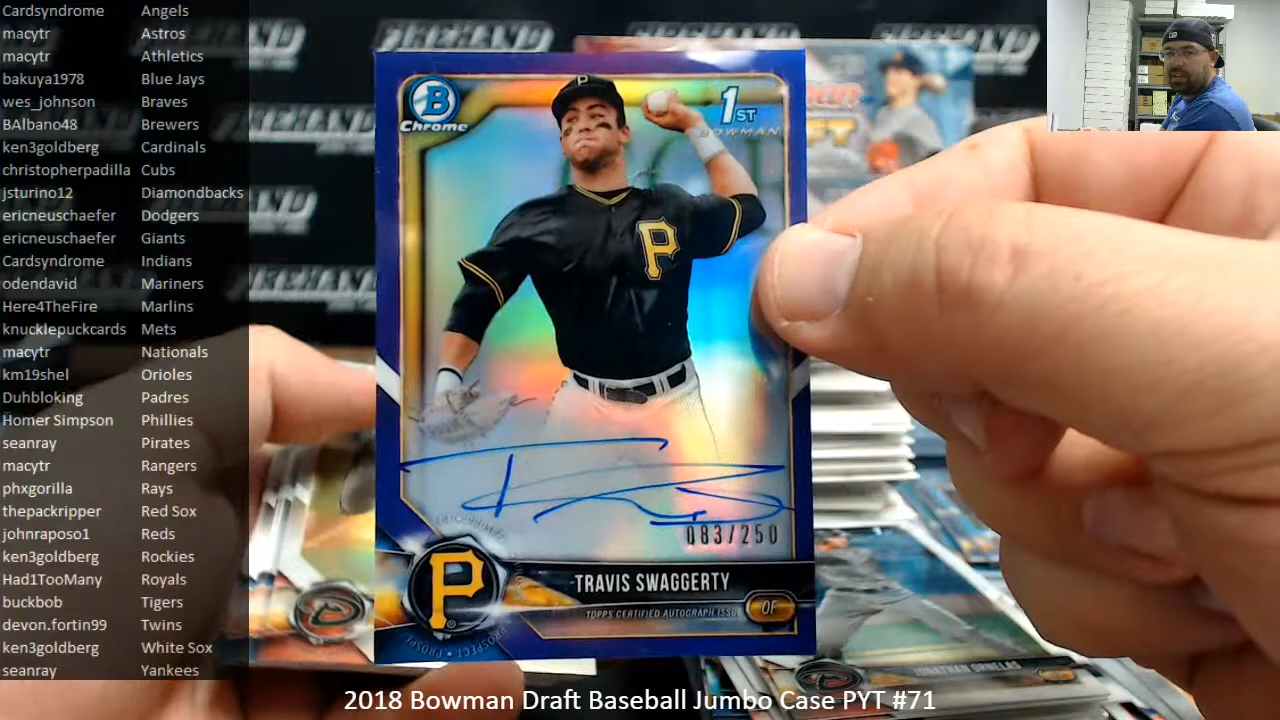 Cardsyndrome Angels
macytr Astros
macytr Athletics
bakuya1978 Blue Jays
wes_johnson Braves
BAlbano48 Brewers
ken3goldberg Cardinals
christopherpadilla Cubs
jsturino12 Diamondbacks
ericneuschaefer Dodgers
ericneuschaefer Giants
Cardsyndrome Indians
odendavid Mariners
Here4TheFire Marlins
knucklepuckcards Mets
macytr Nationals
km19shel Orioles
Duhbloking Padres
Homer Simpson Phillies
seanray Pirates
macytr Rangers
phxgorilla Rays
thepackripper Red Sox
johnraposo1 Reds
ken3goldberg Rockies
Had1TooMany Royals
buckbob Tigers
devon.fortin99 Twins
ken3goldberg White Sox
seanray Yankees
B
Chrome
1ST
BOWMAN
P
P
083/250
P
TRAVIS SWAGGERTY
TOPPS CERTIFIED AUTOGRAPH ISSUE
OF
PROSPECT
JONATHAN ORNELAS
2018 Bowman Draft Baseball Jumbo Case PYT #71